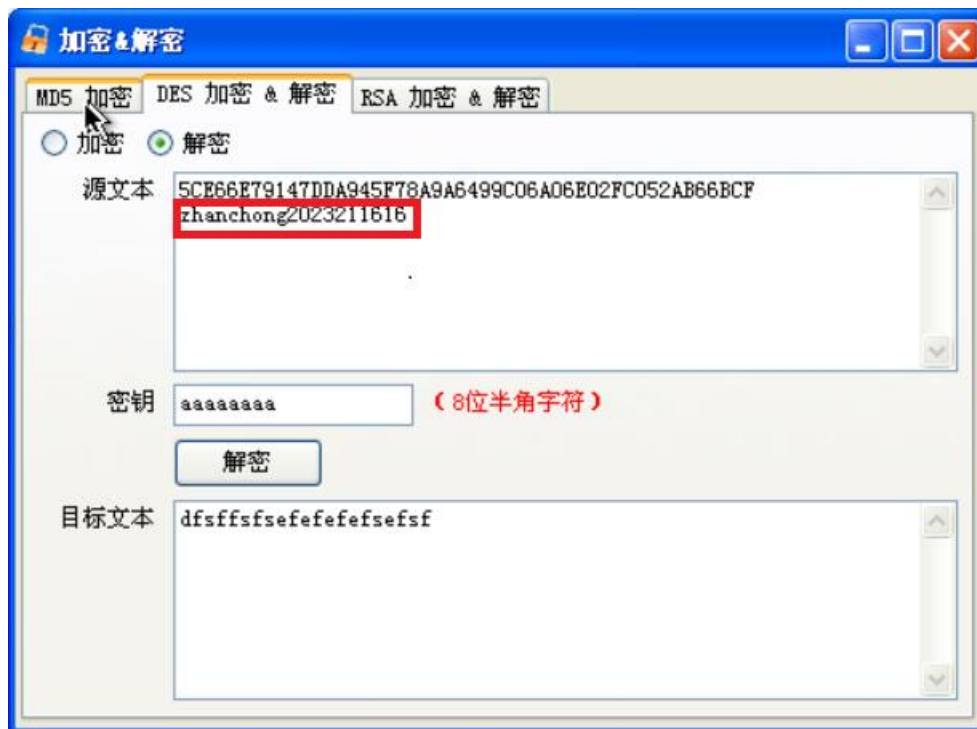 加密&解密
MD5 加密 DES 加密 & 解密 RSA 加密 & 解密
加密 解密
源文本
5CE66E79147DDA945F78A9A6499C06A06E02FC052AB66BCF
zhanchong2023211616
密钥 aaaaaaaa (8位半角字符)
解密
目标文本 dfsffsfsefefefefsefsf